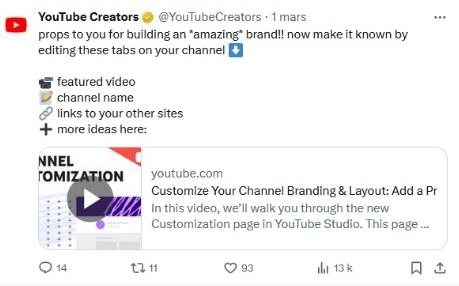 YouTube Creators @YouTubeCreators · 1 mars
props to you for building an *amazing* brand!! now make it known by
editing these tabs on your channel ⬇️
📹 featured video
📝 channel name
🔗 links to your other sites
➕ more ideas here:
NNEL
TOMIZATION
youtube.com
Customize Your Channel Branding & Layout: Add a Pr
In this video, we'll walk you through the new
Customization page in YouTube Studio. This page ...
14 11 93 13 k